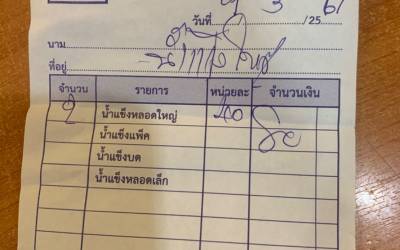 วันที่ 3 /25 67
นาม
ที่อยู่
จำนวน รายการ หน่วยละ จำนวนเงิน
2 น้ำแข็งหลอดใหญ่ 40 80
น้ำแข็งแพ็ค
น้ำแข็งบด
น้ำแข็งหลอดเล็ก